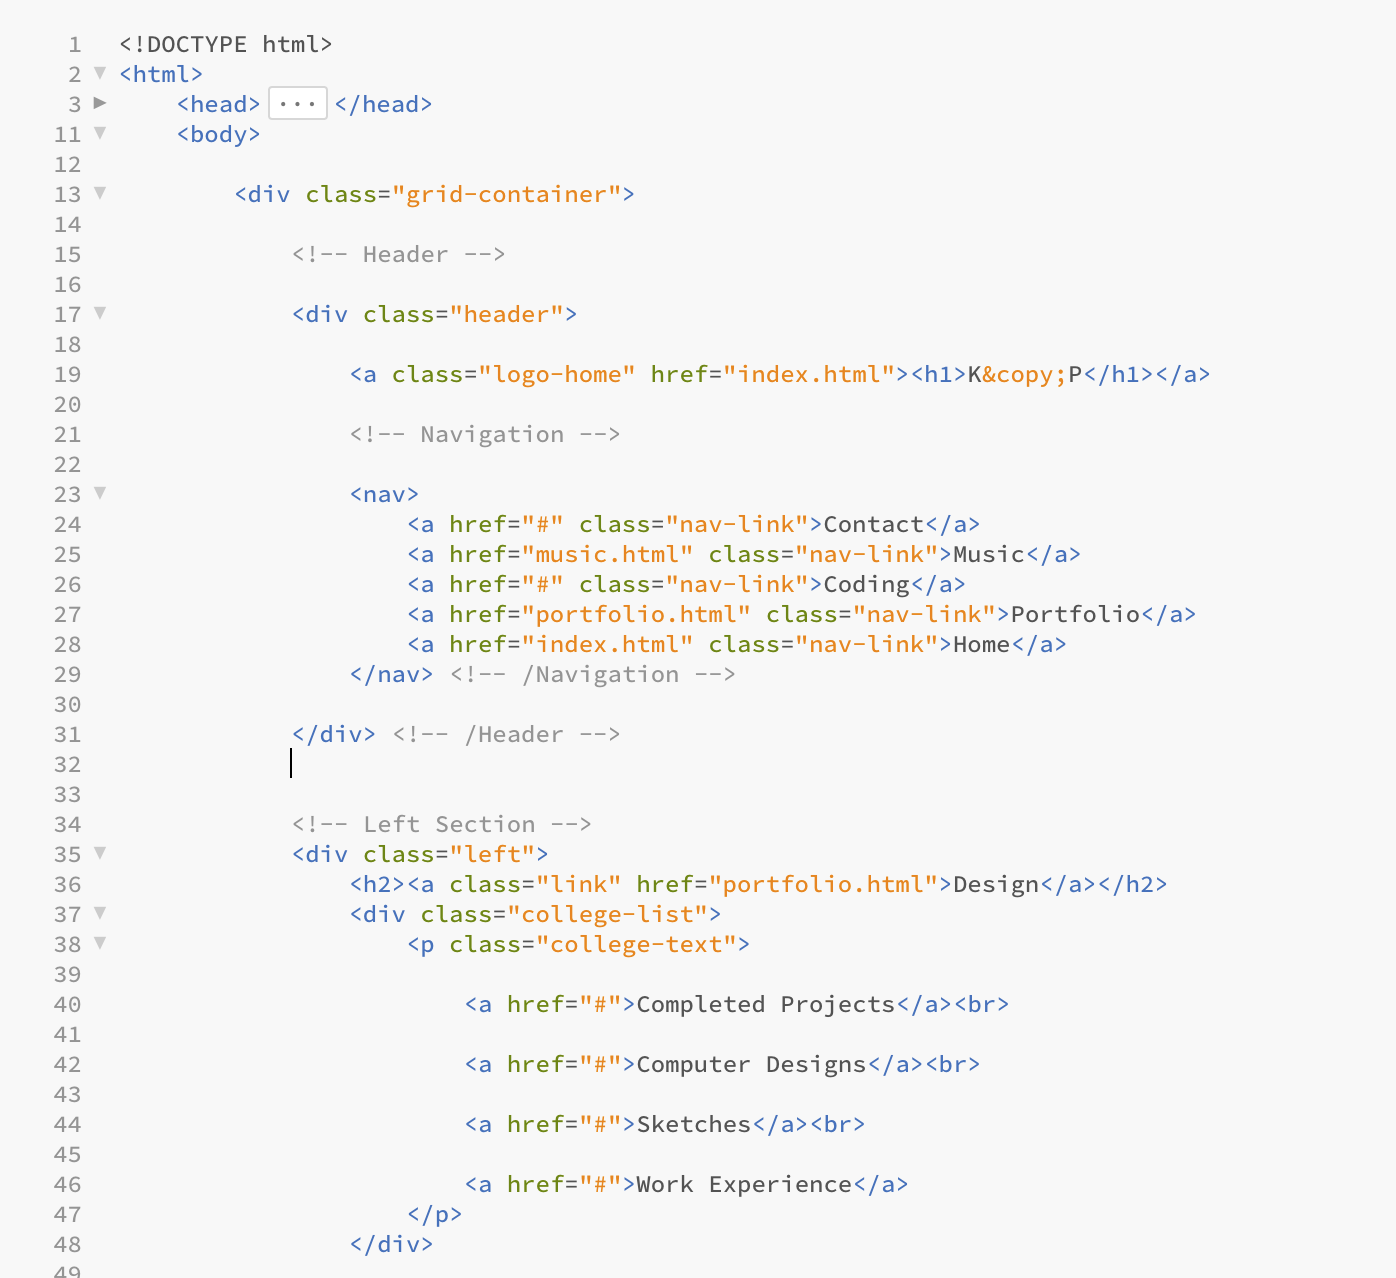 1 <!DOCTYPE html>
2 <html>
3 <head> ... </head>
11 <body>
12
13 <div class="grid-container">
14
15 <!-- Header -->
16
17 <div class="header">
18
19 <a class="logo-home" href="index.html"><h1>K&copy;P</h1></a>
20
21 <!-- Navigation -->
22
23 <nav>
24 <a href="#" class="nav-link">Contact</a>
25 <a href="music.html" class="nav-link">Music</a>
26 <a href="#" class="nav-link">Coding</a>
27 <a href="portfolio.html" class="nav-link">Portfolio</a>
28 <a href="index.html" class="nav-link">Home</a>
29 </nav> <!-- /Navigation -->
30
31 </div> <!-- /Header -->
32
33
34 <!-- Left Section -->
35 <div class="left">
36 <h2><a class="link" href="portfolio.html">Design</a></h2>
37 <div class="college-list">
38 <p class="college-text">
39
40 <a href="#">Completed Projects</a><br>
41
42 <a href="#">Computer Designs</a><br>
43
44 <a href="#">Sketches</a><br>
45
46 <a href="#">Work Experience</a>
47 </p>
48 </div>
49